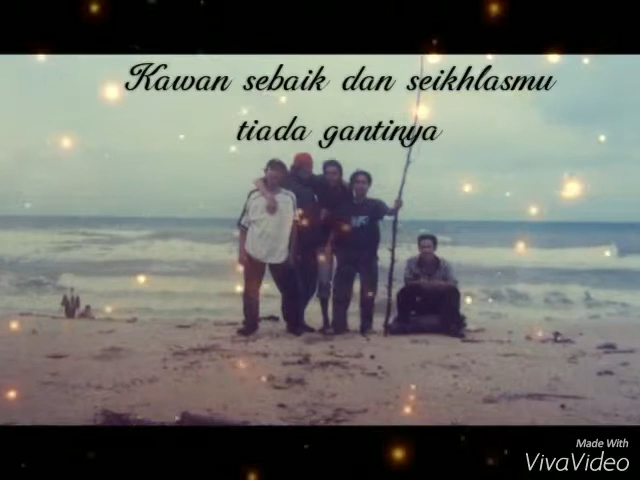 Kawan sebaik dan seikhlasmu
tiada gantinya
Made With
VivaVideo